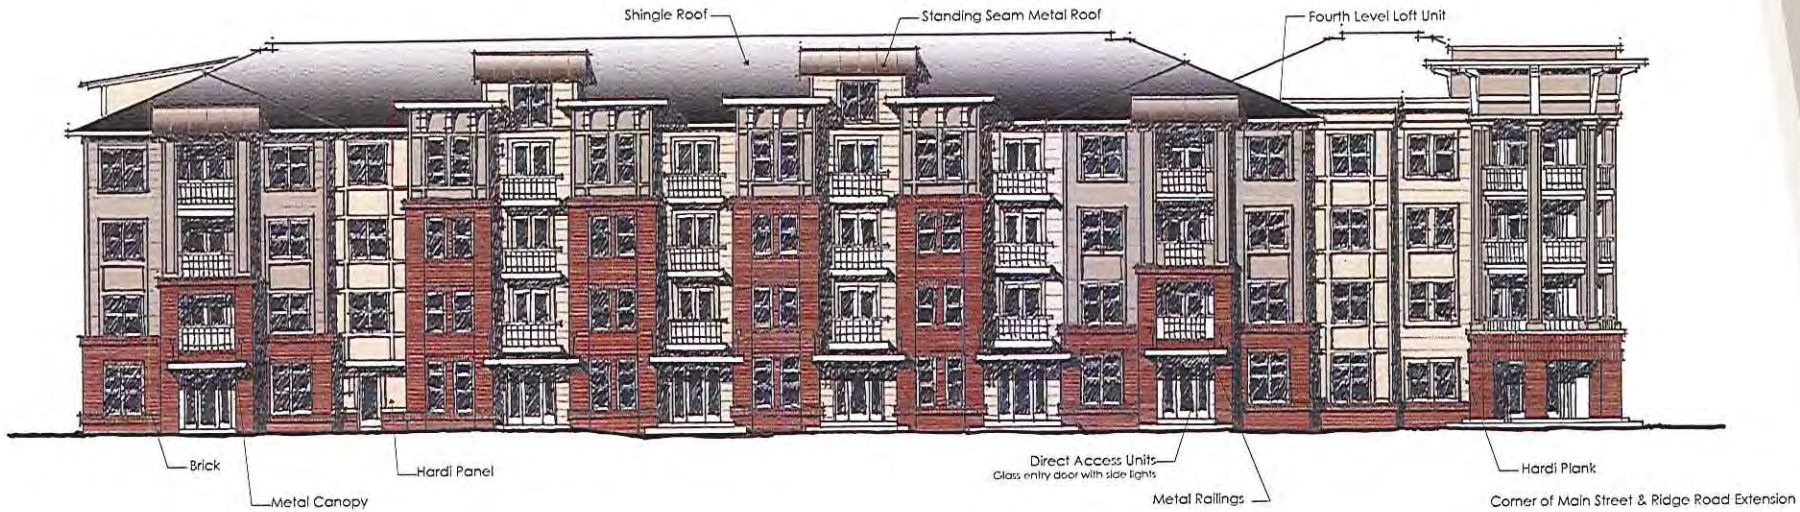 Shingle Roof
Standing Seam Metal Roof
Fourth Level Loft Unit
Brick
Metal Canopy
Hardi Panel
Direct Access Units
Glass entry door with side lights
Metal Railings
Hardi Plank
Corner of Main Street & Ridge Road Extension